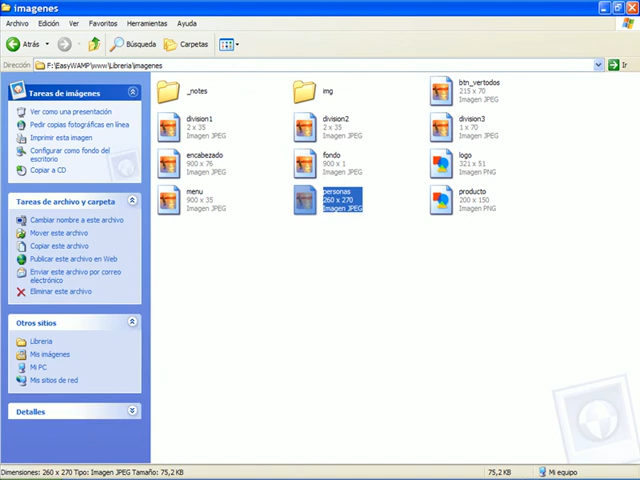 imagenes
Archivo Edición Ver Favoritos Herramientas Ayuda
Atrás Búsqueda Carpetas
Dirección F:\EasyWAMP\www\Libreria\imagenes Ir
Tareas de imágenes
Ver como una presentación
Pedir copias fotográficas en línea
Imprimir esta imagen
Configurar como fondo del
escritorio
Copiar a CD
Tareas de archivo y carpeta
Cambiar nombre a este archivo
Mover este archivo
Copiar este archivo
Publicar este archivo en Web
Enviar este archivo por correo
electrónico
Eliminar este archivo
Otros sitios
Libreria
Mis imágenes
Mi PC
Mis sitios de red
Detalles
_notes
img
btn_vertodos
215 x 70
Imagen JPEG
division1
2 x 35
Imagen JPEG
division2
2 x 35
Imagen JPEG
division3
1 x 70
Imagen JPEG
encabezado
900 x 76
Imagen JPEG
fondo
900 x 1
Imagen JPEG
logo
321 x 51
Imagen PNG
menu
900 x 35
Imagen JPEG
personas
260 x 270
Imagen JPEG
producto
200 x 150
Imagen PNG
Dimensiones: 260 x 270 Tipo: Imagen JPEG Tamaño: 75,2 KB
75,2 KB
Mi equipo